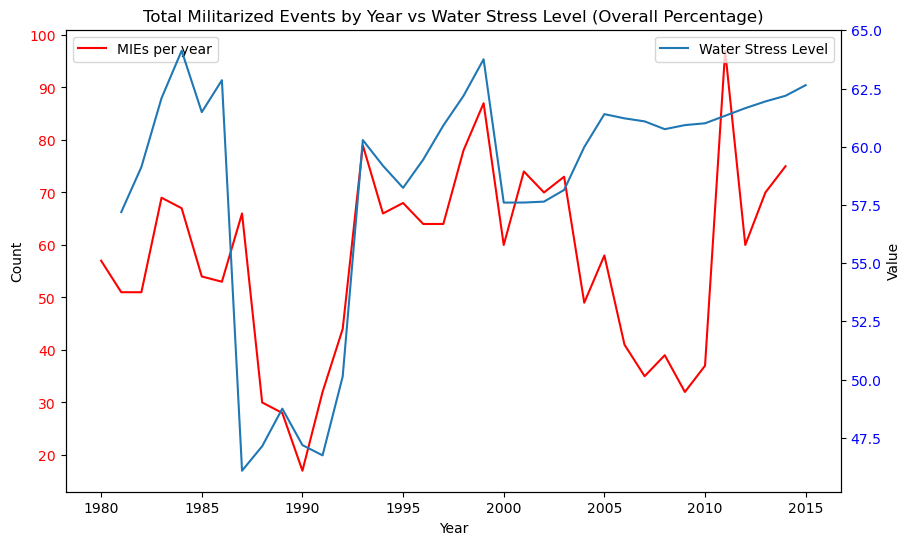 Total Militarized Events by Year vs Water Stress Level (Overall Percentage)
MIEs per year
Water Stress Level
100
90
80
70
60
50
40
30
20
Count
65.0
62.5
60.0
57.5
55.0
52.5
50.0
47.5
Value
1980 1985 1990 1995 2000 2005 2010 2015
Year